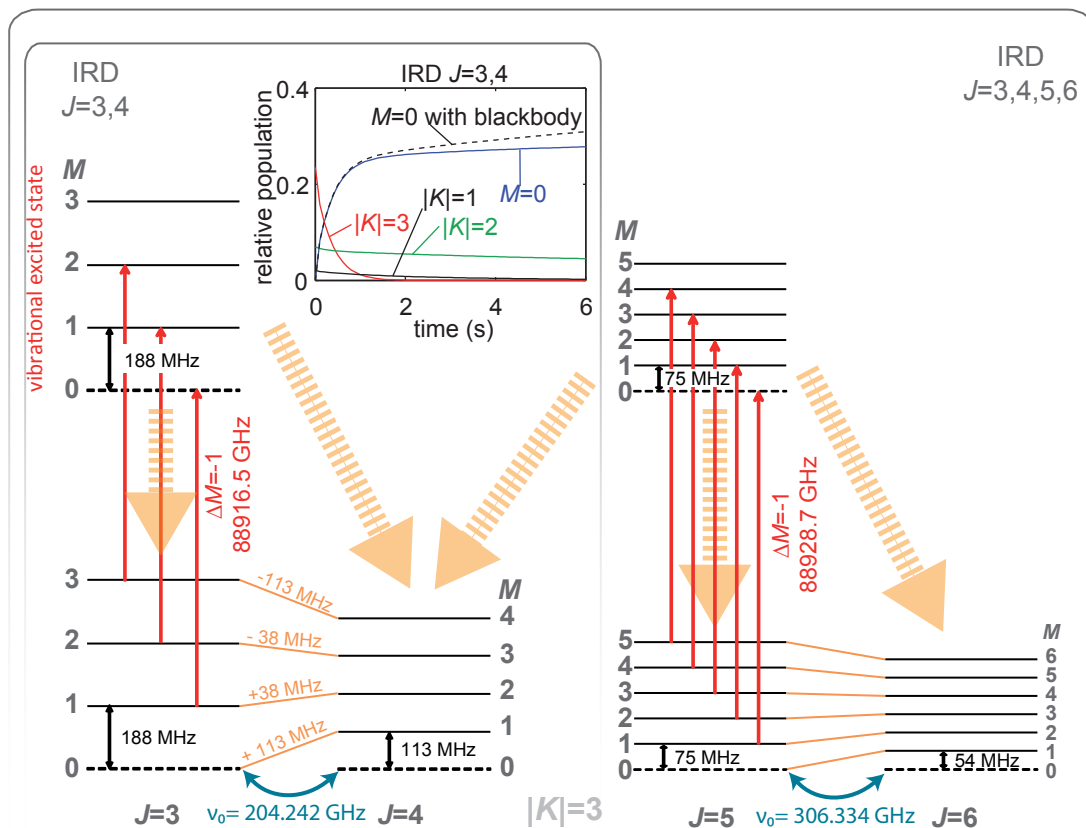 IRD
J=3,4
IRD
J=3,4,5,6
IRD J=3,4
0.4
0.2
0
relative population
M=0 with blackbody
M=0
|K|=1
|K|=3
|K|=2
0 2 4 6
time (s)
vibrational excited state
M
3
2
1
0
188 MHz
ΔM=-1
88916.5 GHz
M
5
4
3
2
1
0
75 MHz
ΔM=-1
88928.7 GHz
3
2
1
0
188 MHz
-113 MHz
- 38 MHz
+38 MHz
+ 113 MHz
M
4
3
2
1
0
113 MHz
5
4
3
2
1
0
75 MHz
M
6
5
4
3
2
1
0
54 MHz
J=3 ν₀= 204.242 GHz J=4 |K|=3 J=5 ν₀= 306.334 GHz J=6